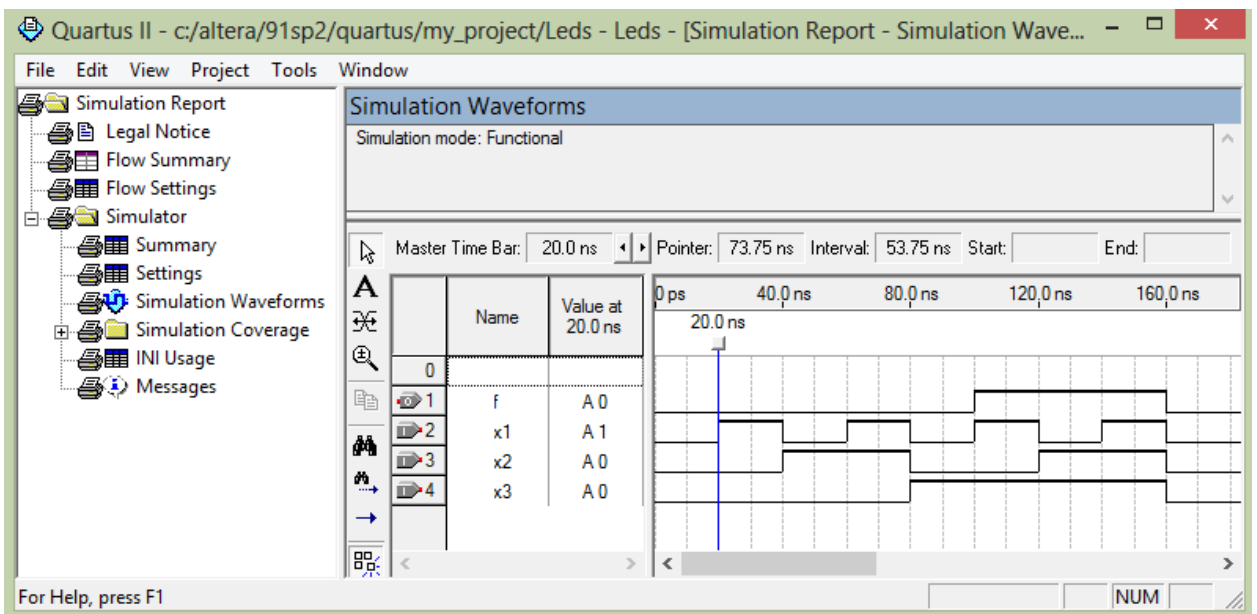 Quartus II - c:/altera/91sp2/quartus/my_project/Leds - Leds - [Simulation Report - Simulation Wave...
File Edit View Project Tools Window
Simulation Report
Legal Notice
Flow Summary
Flow Settings
Simulator
Summary
Settings
Simulation Waveforms
Simulation Coverage
INI Usage
Messages
Simulation Waveforms
Simulation mode: Functional
Master Time Bar: 20.0 ns Pointer: 73.75 ns Interval: 53.75 ns Start: End:
Name Value at 20.0 ns
0 ps 40.0 ns 80.0 ns 120.0 ns 160.0 ns
20.0 ns
0
1 f A 0
2 x1 A 1
3 x2 A 0
4 x3 A 0
For Help, press F1 NUM